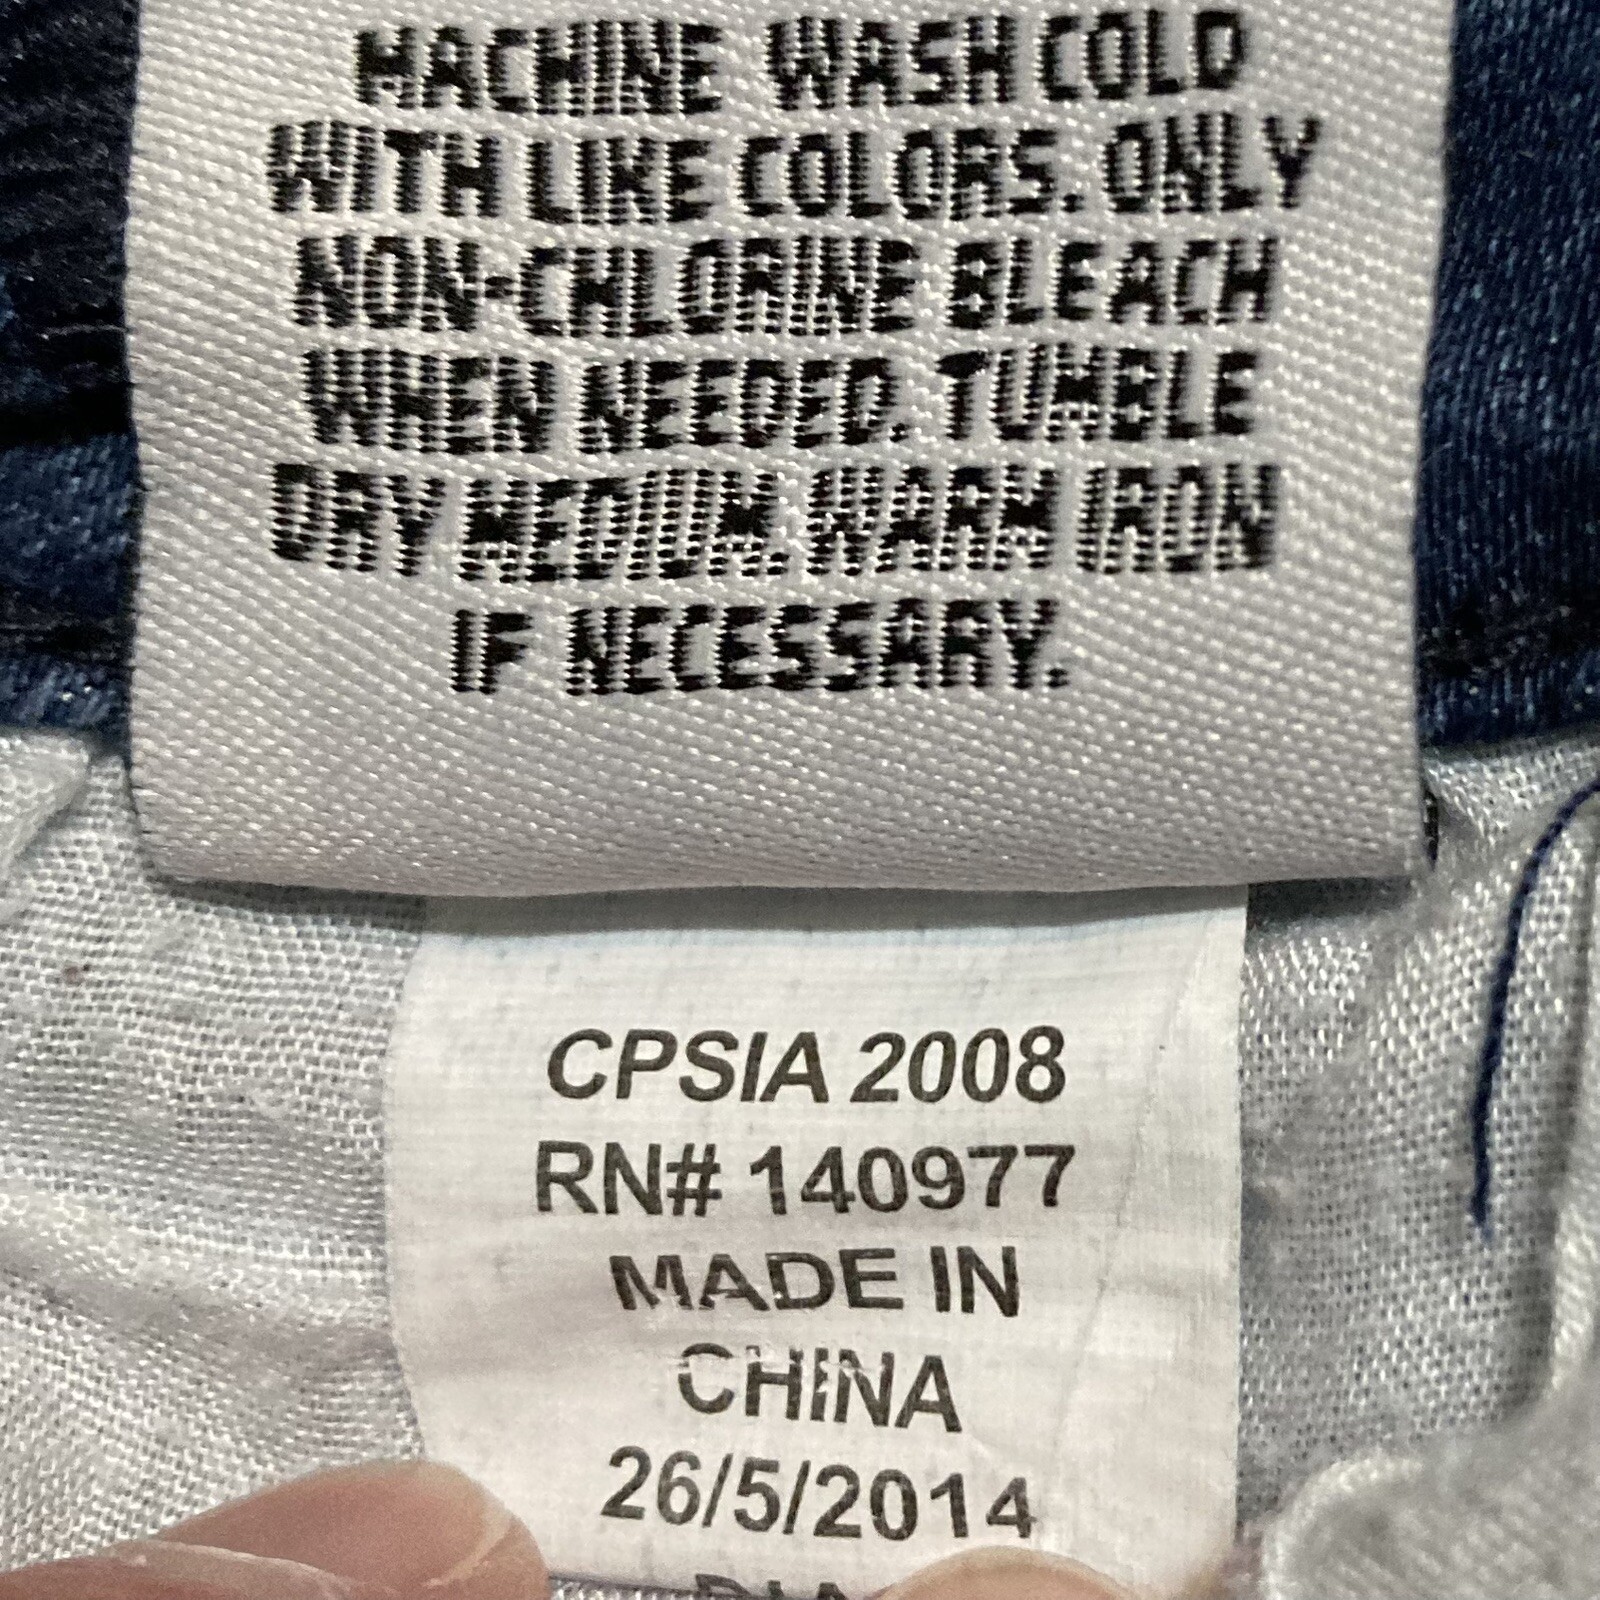 MACHINE WASH COLD
WITH LIKE COLORS. ONLY
NON-CHLORINE BLEACH
WHEN NEEDED. TUMBLE
DRY MEDIUM. WARM IRON
IF NECESSARY.
CPSIA 2008
RN# 140977
MADE IN
CHINA
26/5/2014